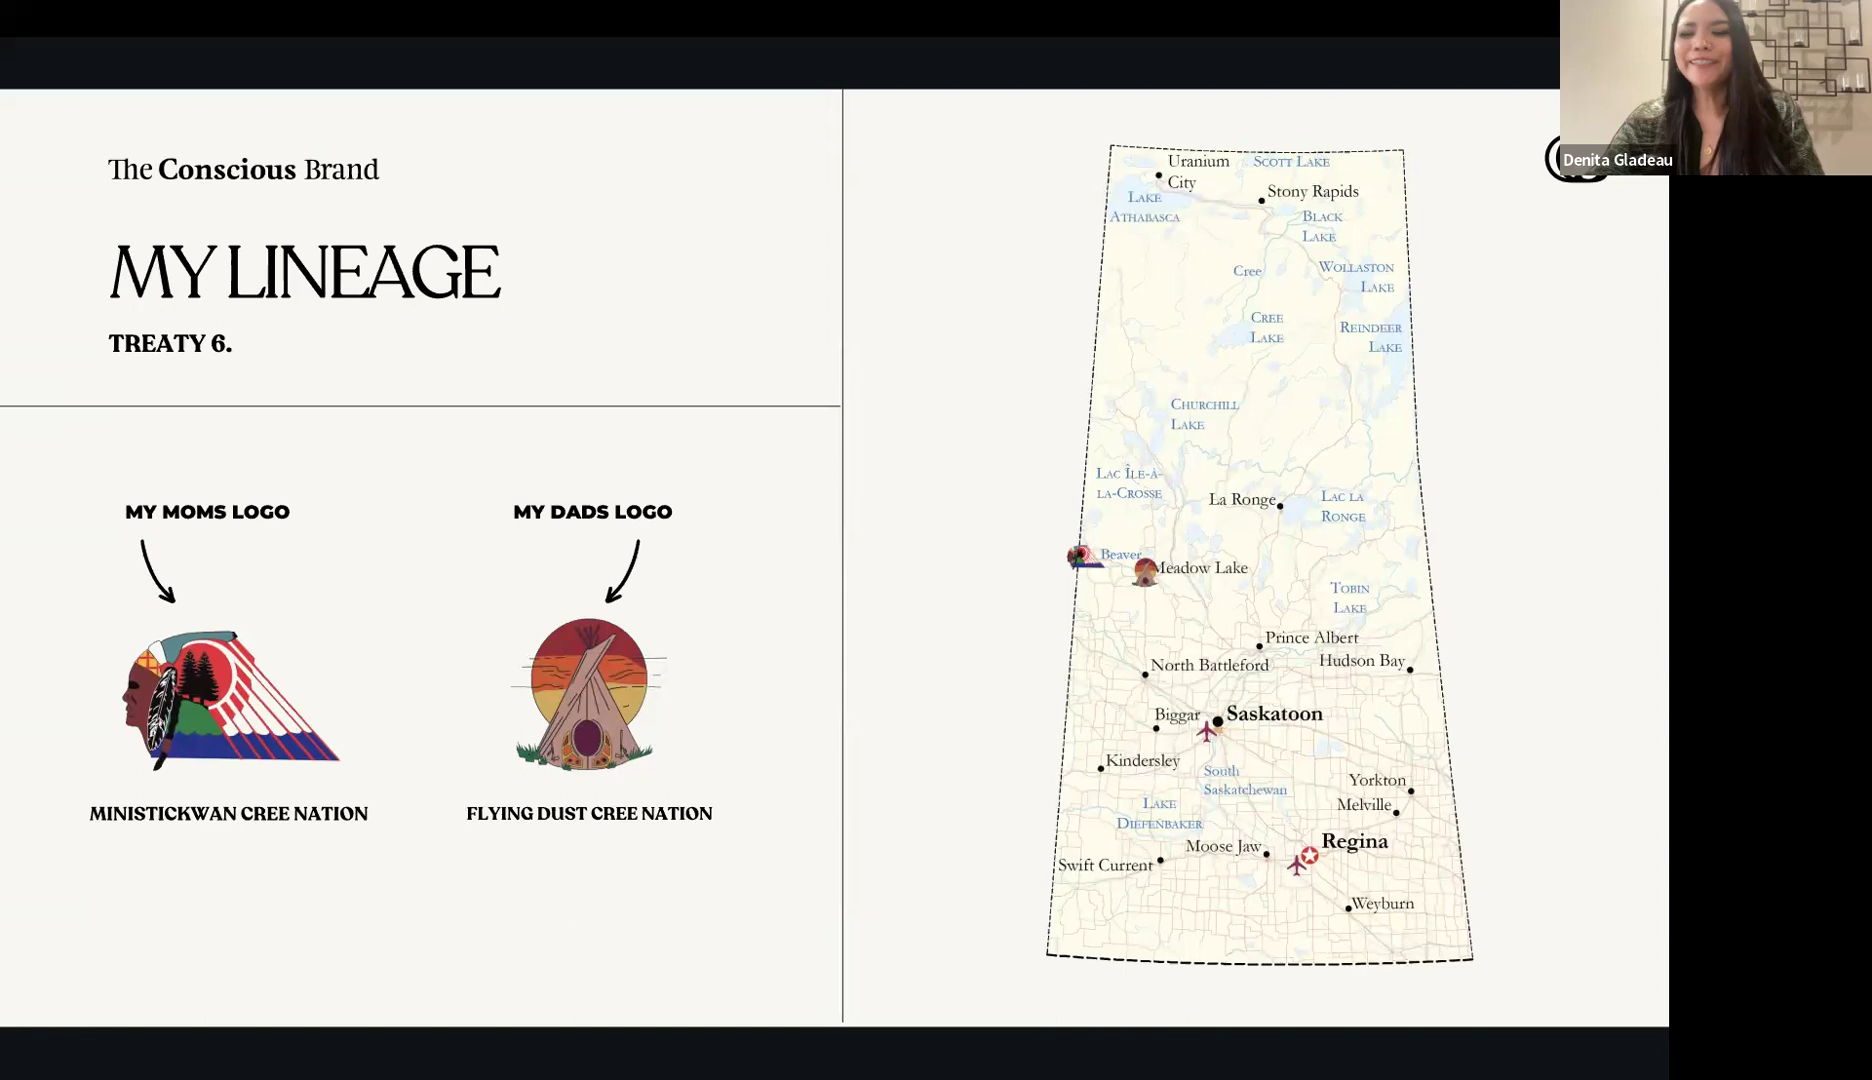 The Conscious Brand
MY LINEAGE
TREATY 6.
MY MOMS LOGO
MY DADS LOGO
MINISTICKWAN CREE NATION
FLYING DUST CREE NATION
Uranium
City
SCOTT LAKE
Stony Rapids
LAKE
ATHABASCA
BLACK
LAKE
Cree
WOLLASTON
LAKE
CREE
LAKE
REINDEER
LAKE
CHURCHILL
LAKE
LAC ÎLE-À-
LA-CROSSE
La Ronge
LAC LA
RONGE
Beaver
Meadow Lake
TOBIN
LAKE
Prince Albert
North Battleford
Hudson Bay
Biggar
Saskatoon
Kindersley
South
Saskatchewan
Yorkton
Melville
LAKE
DIEFENBAKER
Regina
Moose Jaw
Swift Current
Weyburn
Denita Gladeau